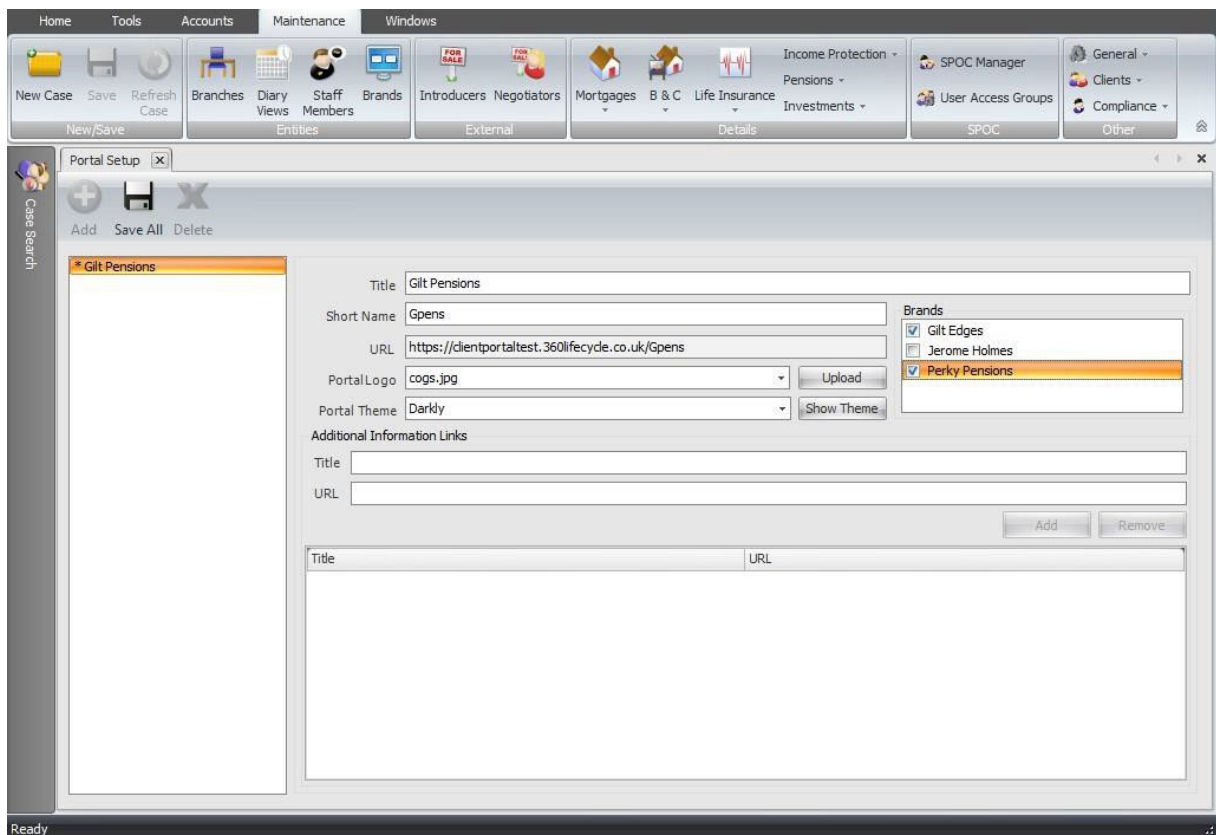 Home Tools Accounts Maintenance Windows
New Case Save Refresh Case
New/Save
Branches Diary Views Staff Members Brands
Entities
FOR SALE
Introducers Negotiators
External
Mortgages B & C Life Insurance
Income Protection
Pensions
Investments
Details
SPOC Manager
User Access Groups
SPOC
General
Clients
Compliance
Other
Case Search
Portal Setup
Add Save All Delete
* Gilt Pensions
Title Gilt Pensions
Short Name Gpens
URL https://clientportaltest.360lifecycle.co.uk/Gpens
PortalLogo cogs.jpg Upload
Portal Theme Darkly Show Theme
Brands
Gilt Edges
Jerome Holmes
Perky Pensions
Additional Information Links
Title
URL
Add Remove
Title URL
Ready